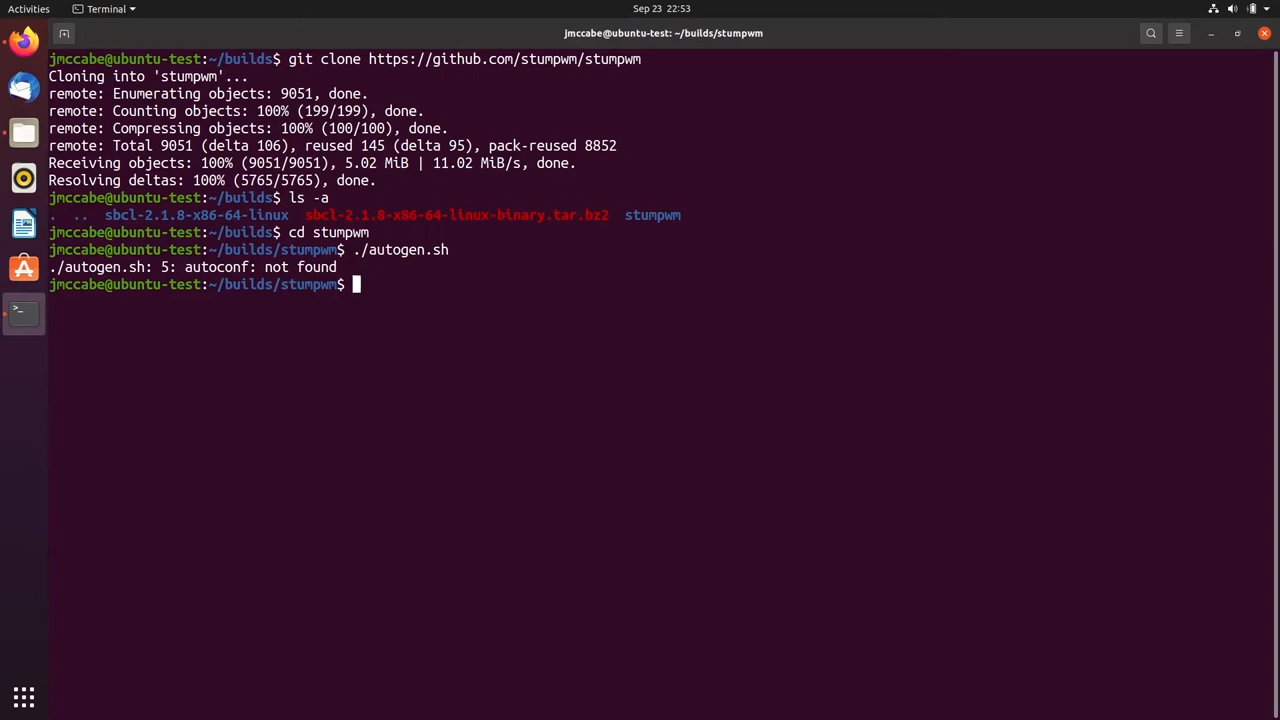 Activities
Terminal
Sep 23 22:53
jmccabe@ubuntu-test: ~/builds/stumpwm
jmccabe@ubuntu-test:~/builds$ git clone https://github.com/stumpwm/stumpwm
Cloning into 'stumpwm'...
remote: Enumerating objects: 9051, done.
remote: Counting objects: 100% (199/199), done.
remote: Compressing objects: 100% (100/100), done.
remote: Total 9051 (delta 106), reused 145 (delta 95), pack-reused 8852
Receiving objects: 100% (9051/9051), 5.02 MiB | 11.02 MiB/s, done.
Resolving deltas: 100% (5765/5765), done.
jmccabe@ubuntu-test:~/builds$ ls -a
.  ..  sbcl-2.1.8-x86-64-linux  sbcl-2.1.8-x86-64-linux-binary.tar.bz2  stumpwm
jmccabe@ubuntu-test:~/builds$ cd stumpwm
jmccabe@ubuntu-test:~/builds/stumpwm$ ./autogen.sh
./autogen.sh: 5: autoconf: not found
jmccabe@ubuntu-test:~/builds/stumpwm$